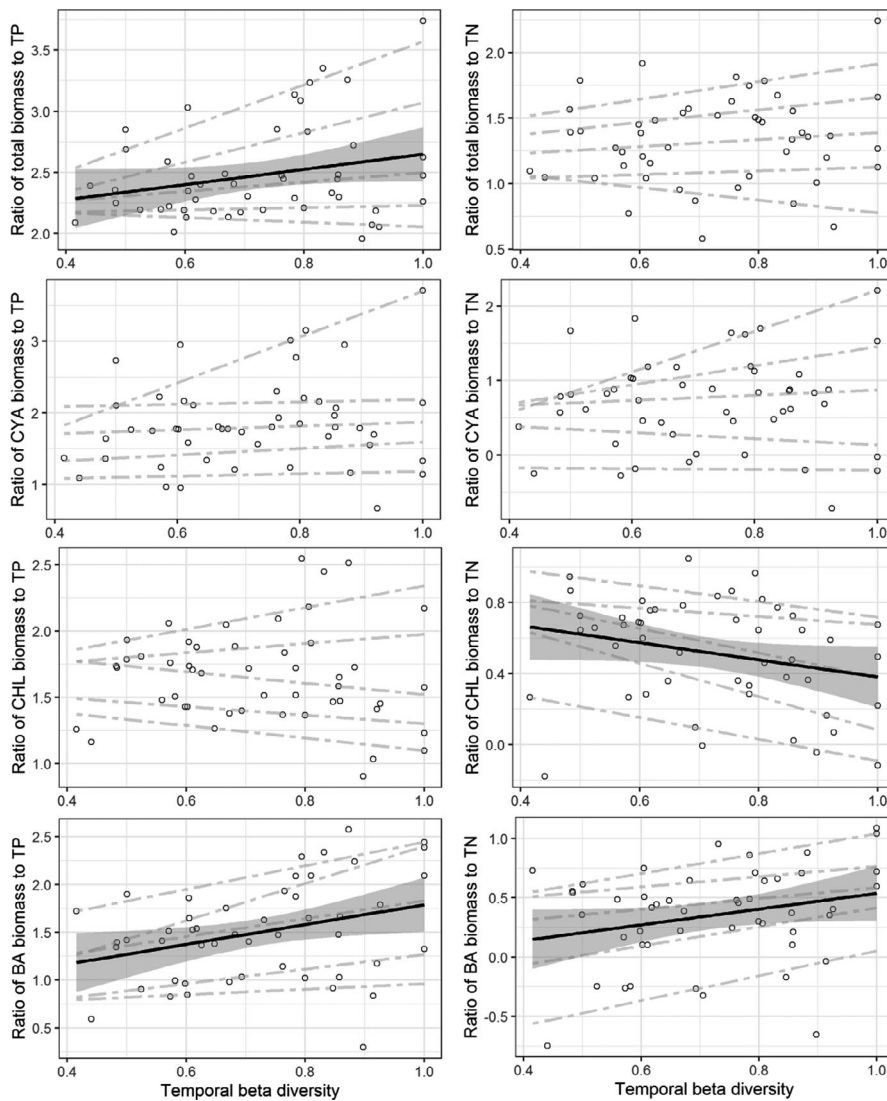 Ratio of total biomass to TP
3.5
3.0
2.5
2.0
0.4 0.6 0.8 1.0
Ratio of total biomass to TN
2.0
1.5
1.0
0.5
0.4 0.6 0.8 1.0
Ratio of CYA biomass to TP
3
2
1
0.4 0.6 0.8 1.0
Ratio of CYA biomass to TN
2
1
0
0.4 0.6 0.8 1.0
Ratio of CHL biomass to TP
2.5
2.0
1.5
1.0
0.4 0.6 0.8 1.0
Ratio of CHL biomass to TN
0.8
0.4
0.0
0.4 0.6 0.8 1.0
Ratio of BA biomass to TP
2.5
2.0
1.5
1.0
0.5
0.4 0.6 0.8 1.0
Temporal beta diversity
Ratio of BA biomass to TN
1.0
0.5
0.0
-0.5
0.4 0.6 0.8 1.0
Temporal beta diversity